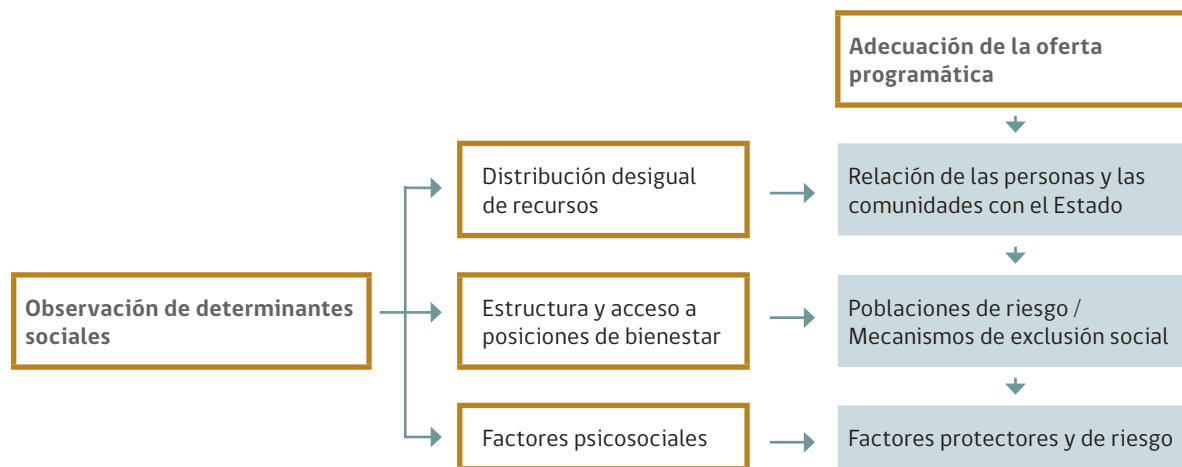 Adecuación de la oferta
programática
Distribución desigual
de recursos
Relación de las personas y las
comunidades con el Estado
Observación de determinantes
sociales
Estructura y acceso a
posiciones de bienestar
Poblaciones de riesgo /
Mecanismos de exclusión social
Factores psicosociales
Factores protectores y de riesgo